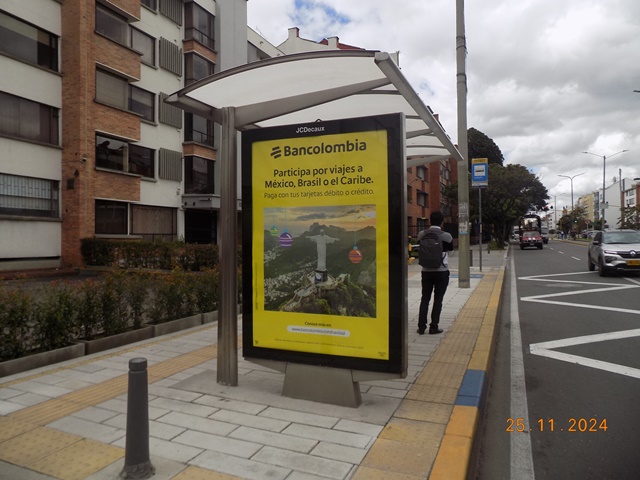 JCDecaux
Bancolombia
Participa por viajes a
México, Brasil o el Caribe.
Paga con tus tarjetas débito o crédito.
25.11.2024